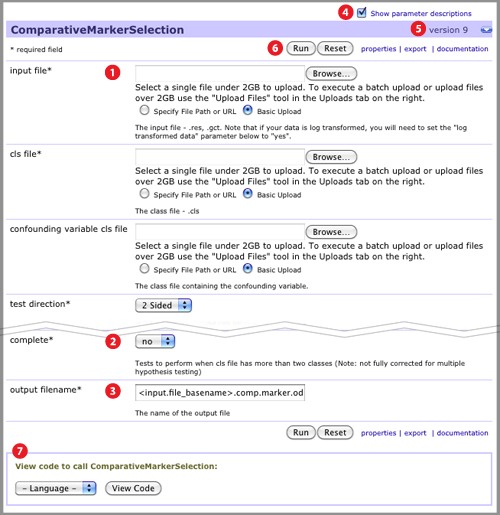 4 Show parameter descriptions
ComparativeMarkerSelection 5 version 9
* required field 6 Run Reset properties | export | documentation
input file* 1 Browse...
Select a single file under 2GB to upload. To execute a batch upload or upload files
over 2GB use the "Upload Files" tool in the Uploads tab on the right.
Specify File Path or URL Basic Upload
The input file - .res, .gct. Note that if your data is log transformed, you will need to set the "log
transformed data" parameter below to "yes".
cls file* Browse...
Select a single file under 2GB to upload. To execute a batch upload or upload files
over 2GB use the "Upload Files" tool in the Uploads tab on the right.
Specify File Path or URL Basic Upload
The class file - .cls
confounding variable cls file Browse...
Select a single file under 2GB to upload. To execute a batch upload or upload files
over 2GB use the "Upload Files" tool in the Uploads tab on the right.
Specify File Path or URL Basic Upload
The class file containing the confounding variable.
test direction* 2 Sided
complete* 2 no
Tests to perform when cls file has more than two classes (Note: not fully corrected for multiple
hypothesis testing)
output filename* 3 <input.file_basename>.comp.marker.od
The name of the output file
Run Reset properties | export | documentation
7
View code to call ComparativeMarkerSelection:
- Language - View Code